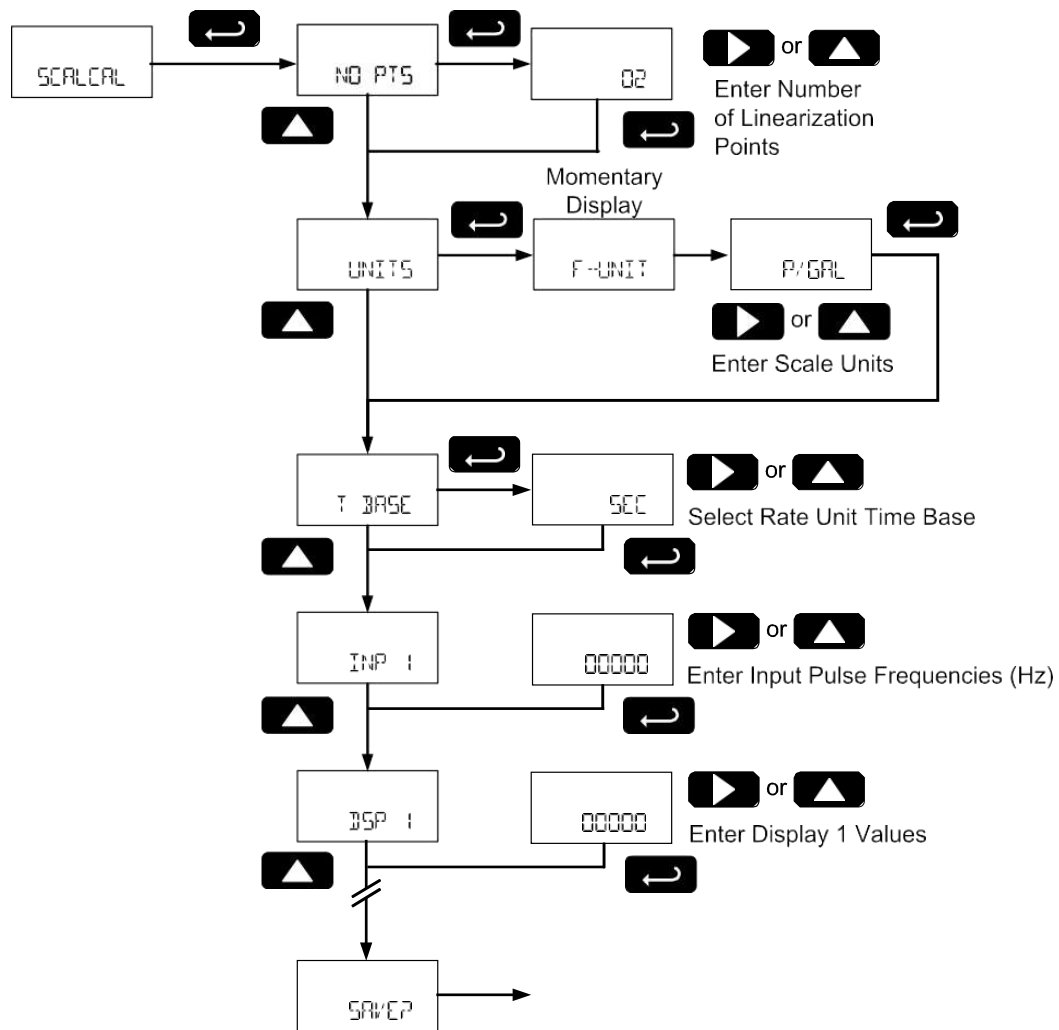 SCALCAL
NO PTS
02
or
Enter Number
of Linearization
Points
Momentary
Display
UNITS
F-UNIT
P/GAL
or
Enter Scale Units
T BASE
SEC
or
Select Rate Unit Time Base
INP 1
00000
or
Enter Input Pulse Frequencies (Hz)
DSP 1
00000
or
Enter Display 1 Values
SAVE?